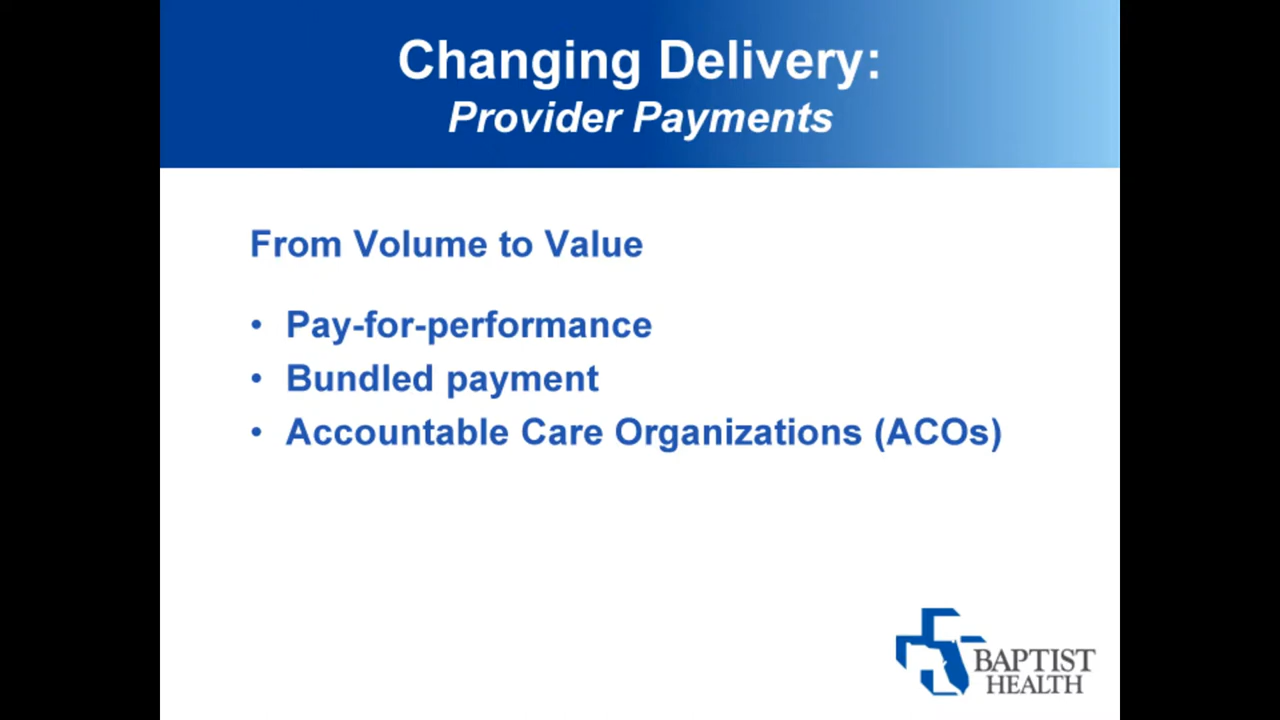 Changing Delivery:
Provider Payments
From Volume to Value
• Pay-for-performance
• Bundled payment
• Accountable Care Organizations (ACOs)
BAPTIST
HEALTH